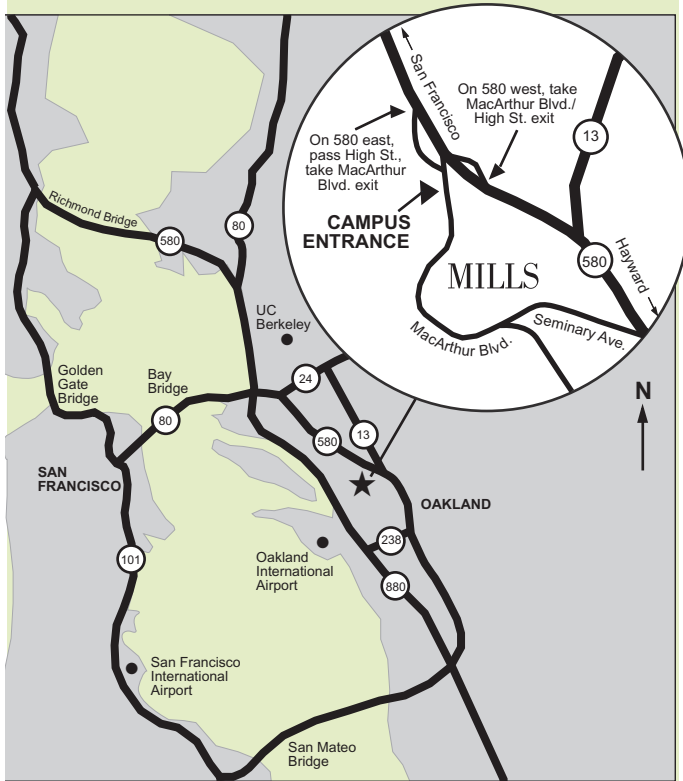 San Francisco
On 580 west, take
MacArthur Blvd./
High St. exit
On 580 east,
pass High St.,
take MacArthur
Blvd. exit
13
CAMPUS
ENTRANCE
580
Hayward
MILLS
MacArthur Blvd.
Seminary Ave.
Richmond Bridge
580
80
UC
Berkeley
Golden
Gate
Bridge
Bay
Bridge
24
80
580
13
N
SAN
FRANCISCO
OAKLAND
101
238
Oakland
International
Airport
880
San Francisco
International
Airport
San Mateo
Bridge